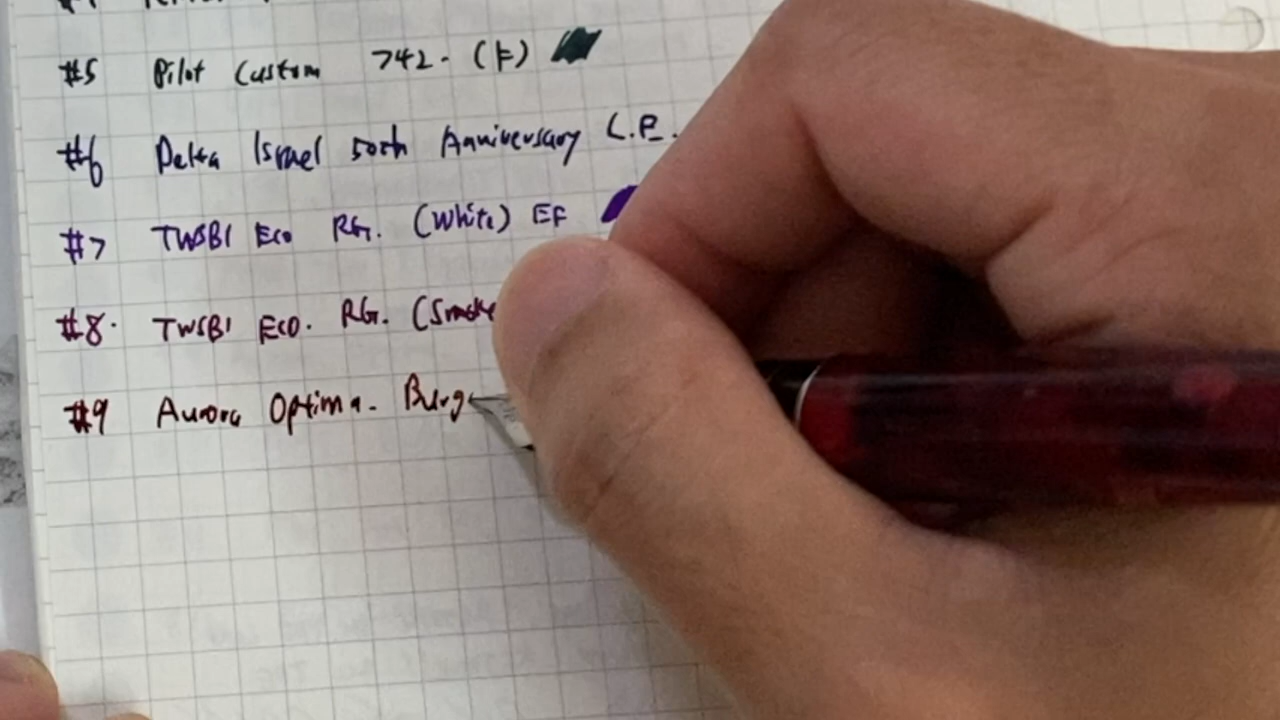 #5 Pilot Custom 742. (F)
#6 Delta Israel 50th Anniversary L.E.
#7 TWSBI Eco RG. (White) EF
#8. TWSBI ECO. RG. (Smoke
#9 Aurora Optima. Burg